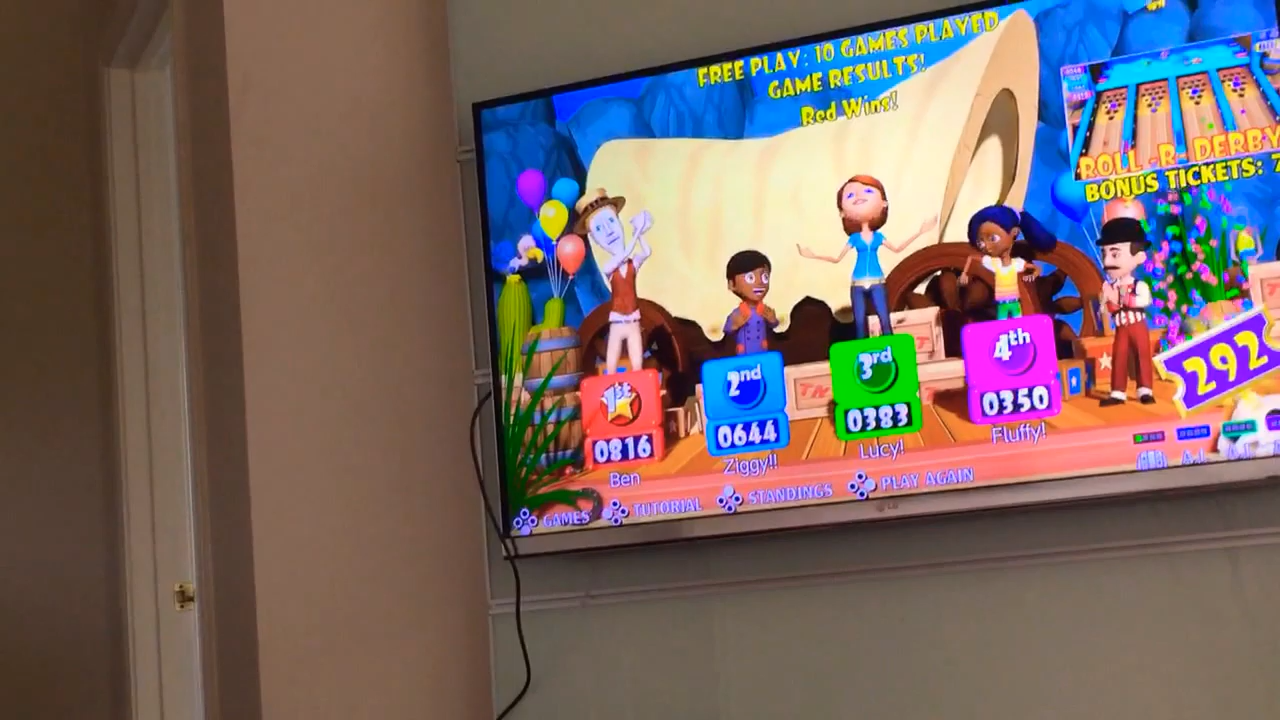 FREE PLAY: 10 GAMES PLAYED
GAME RESULTS!
Red Wins!
ROLL-R-DERBY
BONUS TICKETS: 7
292
1st
0816
Ben
2nd
0644
Ziggy!!
3rd
0383
Lucy!
4th
0350
Fluffy!
GAMES
TUTORIAL
STANDINGS
PLAY AGAIN